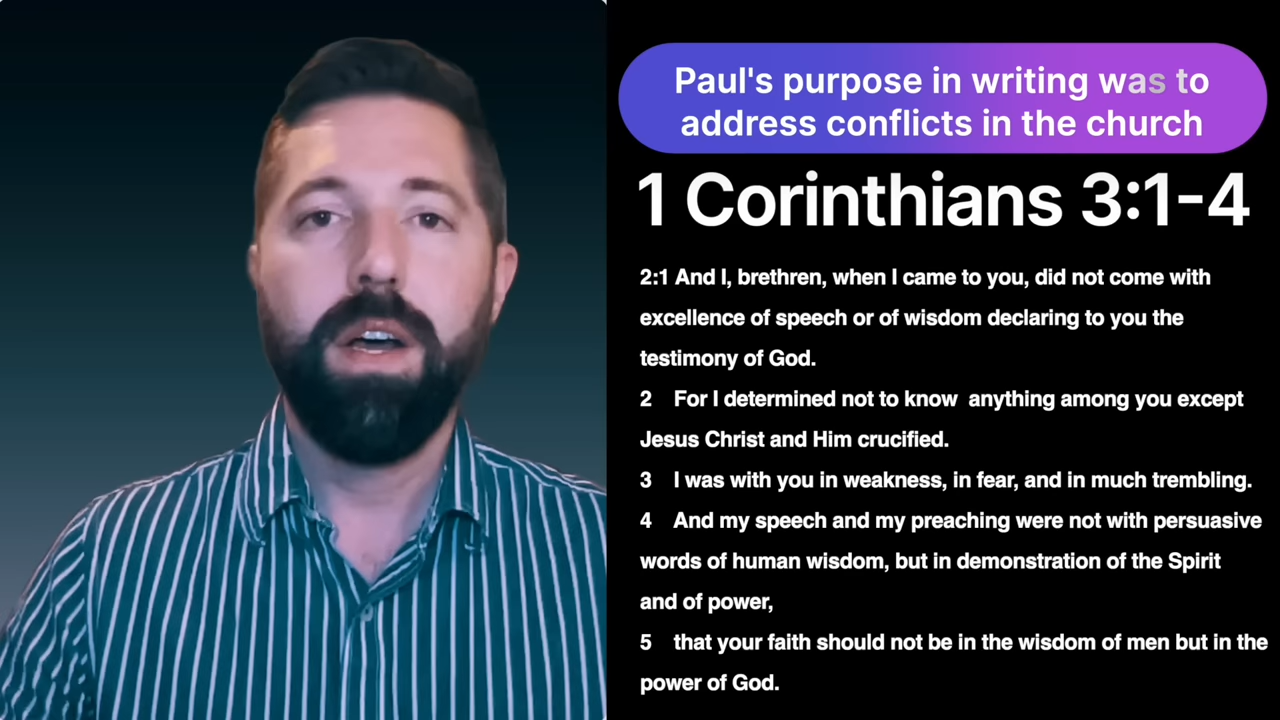 Paul's purpose in writing was to
address conflicts in the church
1 Corinthians 3:1-4
2:1 And I, brethren, when I came to you, did not come with
excellence of speech or of wisdom declaring to you the
testimony of God.
2 For I determined not to know anything among you except
Jesus Christ and Him crucified.
3 I was with you in weakness, in fear, and in much trembling.
4 And my speech and my preaching were not with persuasive
words of human wisdom, but in demonstration of the Spirit
and of power,
5 that your faith should not be in the wisdom of men but in the
power of God.